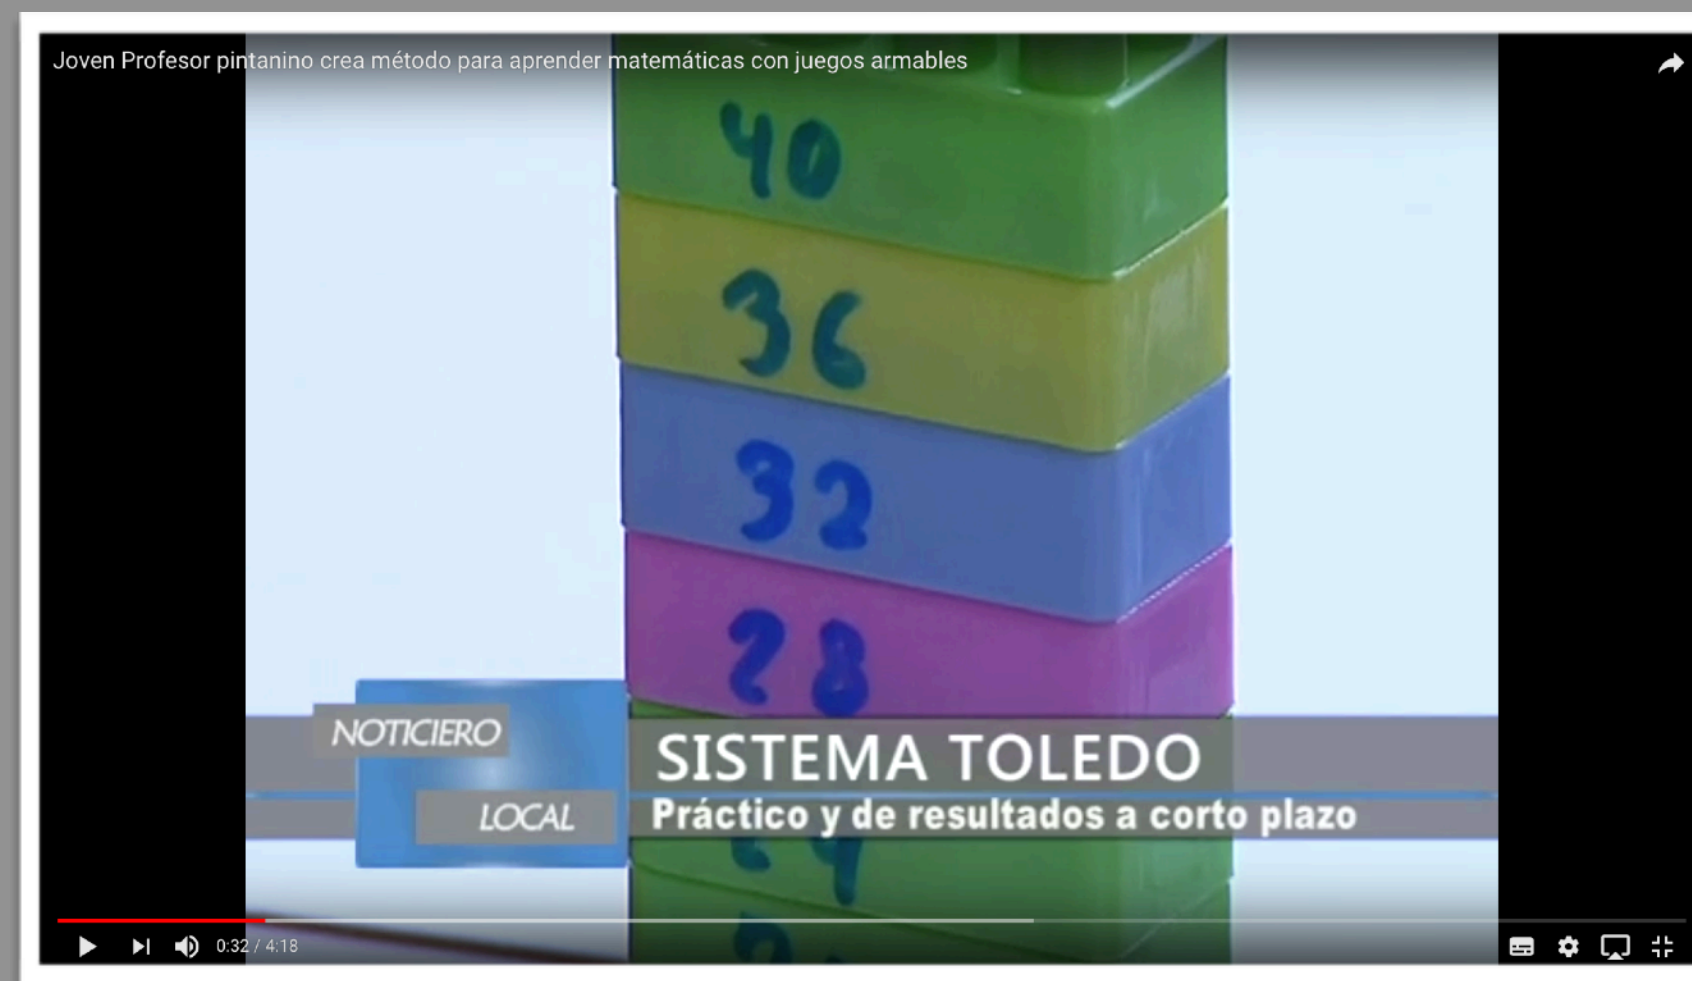 Joven Profesor pintanino crea método para aprender matemáticas con juegos armables
40
36
32
28
NOTICIERO
SISTEMA TOLEDO
LOCAL
Práctico y de resultados a corto plazo
24
0:32 / 4:18